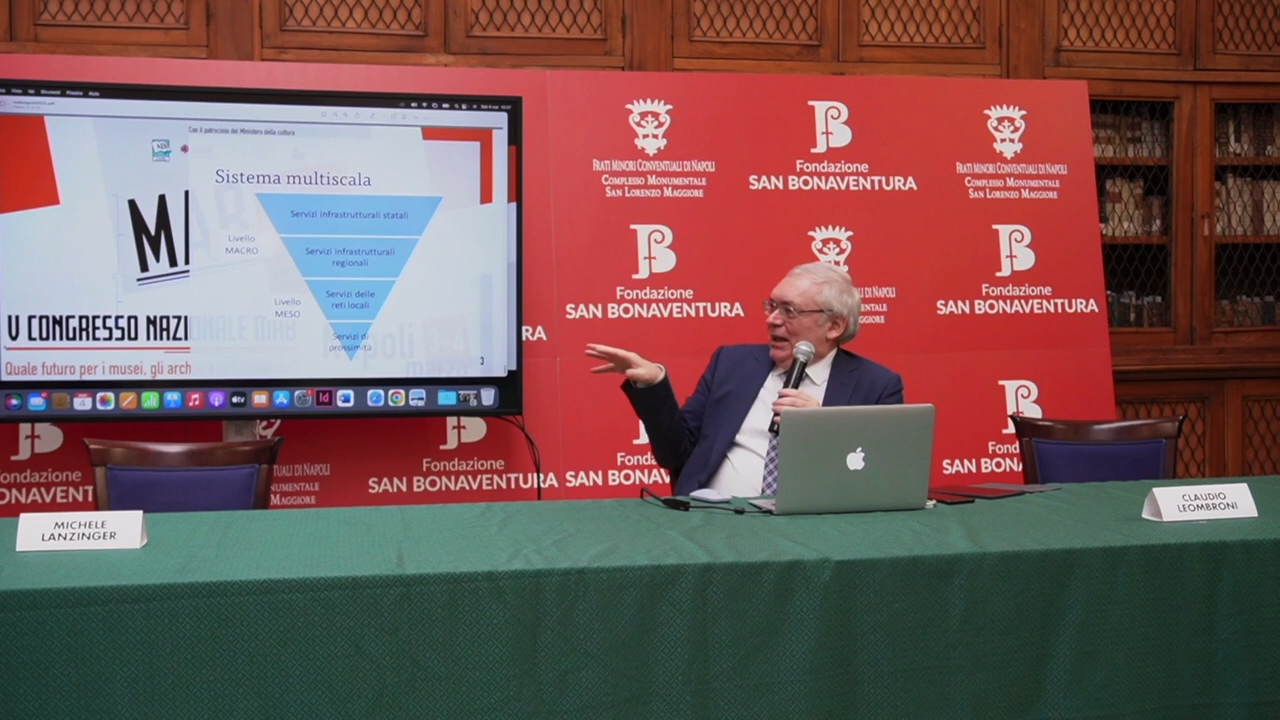 Con il patrocinio del Ministero della cultura
Sistema multiscala
Servizi infrastrutturali statali
Livello
MACRO
Servizi infrastrutturali
regionali
Livello
MESO
Servizi delle
reti locali
Servizi di
prossimità
3
V CONGRESSO NAZIONALE MAB
Quale futuro per i musei, gli arch
FRATI MINORI CONVENTUALI DI NAPOLI
COMPLESSO MONUMENTALE
SAN LORENZO MAGGIORE
Fondazione
SAN BONAVENTURA
FRATI MINORI CONVENTUALI DI NAPOLI
COMPLESSO MONUMENTALE
SAN LORENZO MAGGIORE
Fondazione
SAN BONAVENTURA
Fondazione
SAN BONAVENTURA
Fondazione
SAN BONAVENTURA
MICHELE
LANZINGER
CLAUDIO
LEOMBRONI